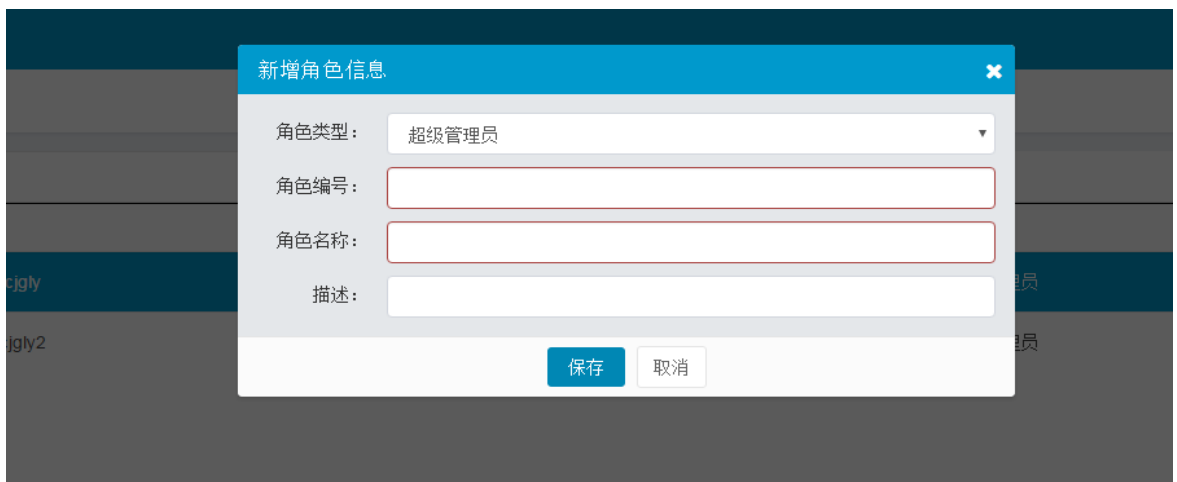 新增角色信息
角色类型：
超级管理员
角色编号：
角色名称：
描述：
保存 取消
cjgly
理员
jgly2
理员